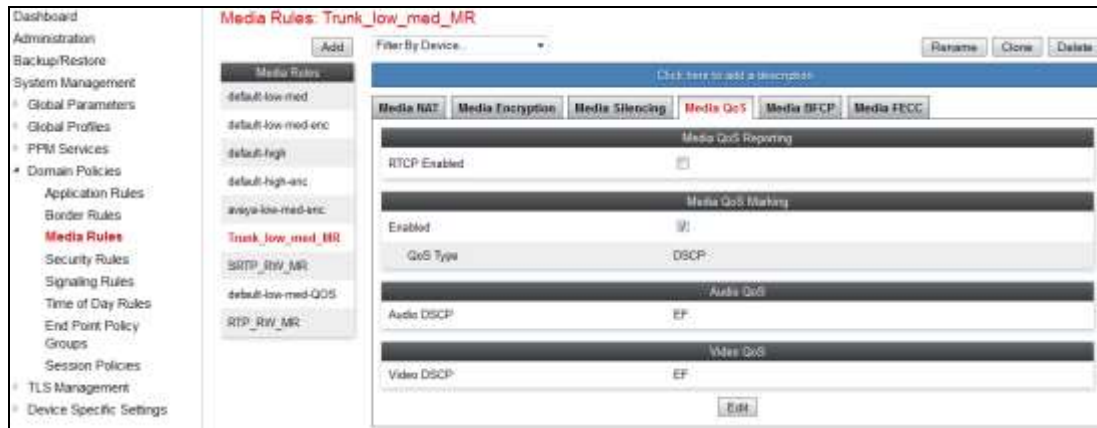 Dashboard
Administration
Backup/Restore
System Management
Global Parameters
Global Profiles
PPM Services
Domain Policies
Application Rules
Border Rules
Media Rules
Security Rules
Signaling Rules
Time of Day Rules
End Point Policy
Groups
Session Policies
TLS Management
Device Specific Settings
Media Rules: Trunk_low_med_MR
Add
Filter By Device...
Rename
Clone
Delete
Media Rules
default-low-med
default-low-med-enc
default-high
default-high-enc
avaya-low-med-enc
Trunk_low_med_MR
SRTP_RW_MR
default-low-med-QOS
RTP_RW_MR
Click here to add a description.
Media NAT
Media Encryption
Media Silencing
Media QoS
Media BFCP
Media FECC
Media QoS Reporting
RTCP Enabled
Media QoS Marking
Enabled
QoS Type DSCP
Audio QoS
Audio DSCP EF
Video QoS
Video DSCP EF
Edit